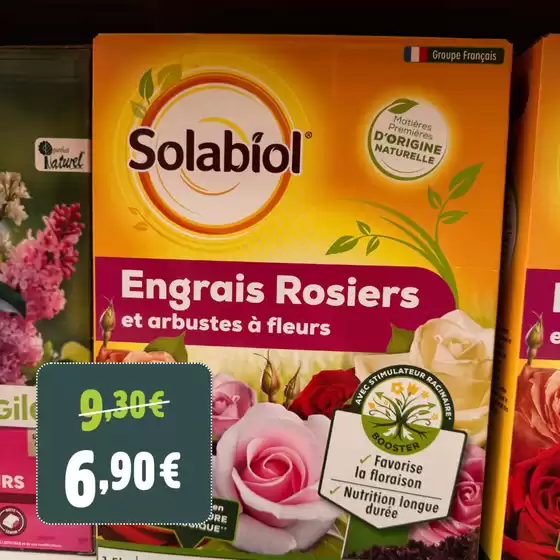 Groupe Français
Solabiol®
Matières
Premières
D'ORIGINE
NATURELLE
Naturel
Engrais Rosiers
et arbustes à fleurs
AVEC STIMULATEUR RACINAIRE*
BOOSTER
✓ Favorise
la floraison
✓ Nutrition longue
durée
9,30€
6,90€
en